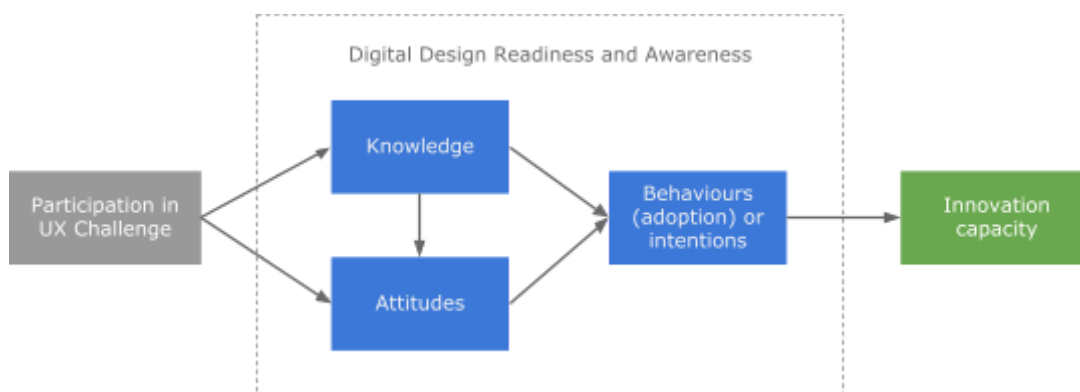 Digital Design Readiness and Awareness
Knowledge
Participation in
UX Challenge
Behaviours
(adoption) or
intentions
Innovation
capacity
Attitudes